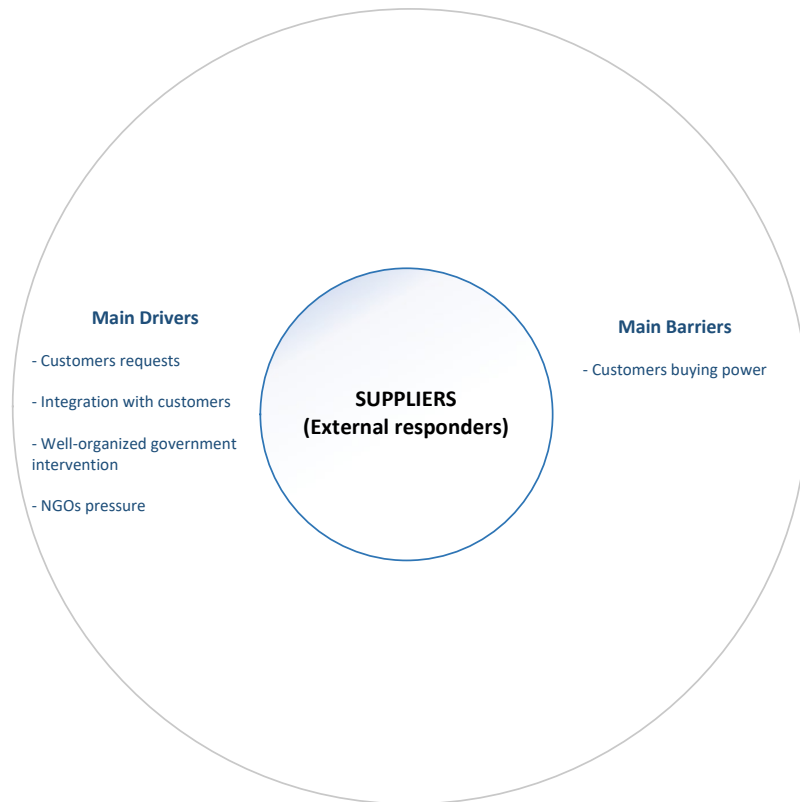 Main Drivers
- Customers requests
- Integration with customers
- Well-organized government
intervention
- NGOs pressure
SUPPLIERS
(External responders)
Main Barriers
- Customers buying power